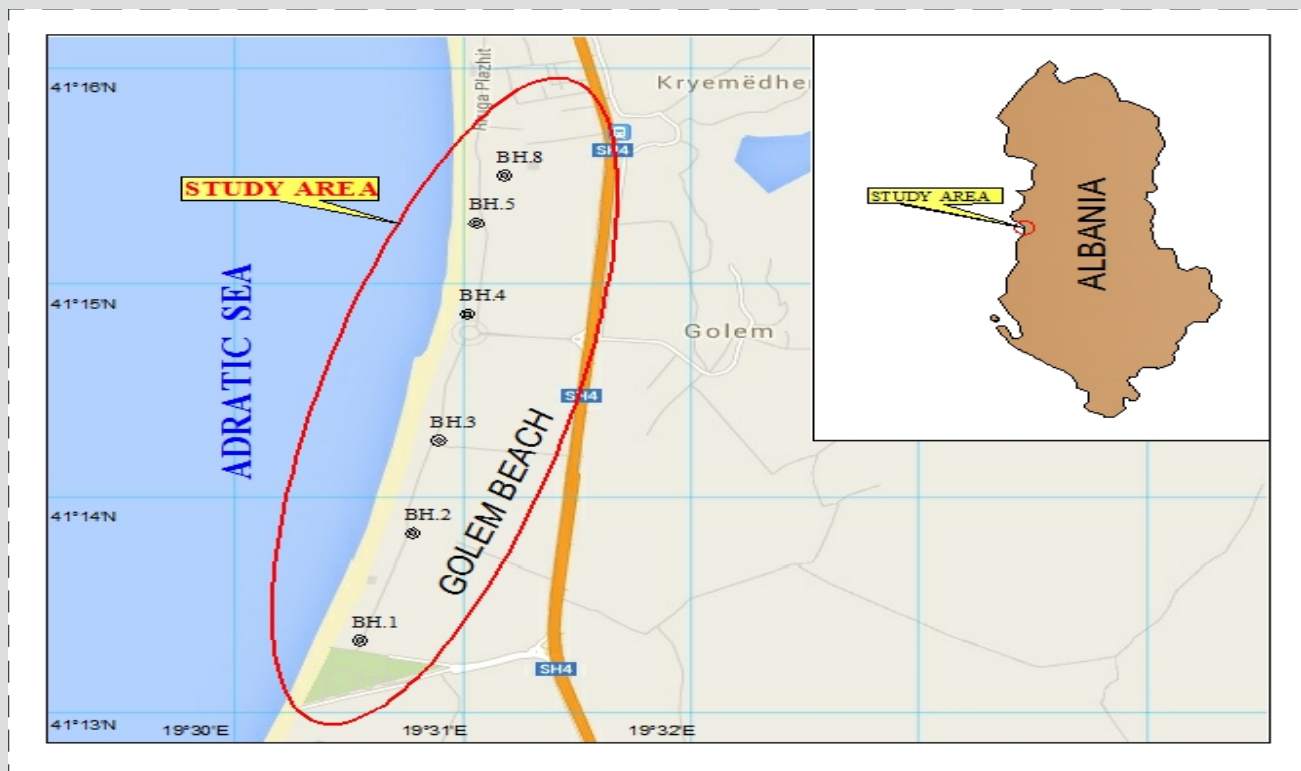 41°16'N
Rruga Plazhit
Kryemëdhe
SH4
BH.8
STUDY AREA
BH.5
41°15'N
BH.4
ADRATIC SEA
Golem
SH4
BH.3
GOLEM BEACH
41°14'N
BH.2
BH.1
SH4
41°13'N
19°30'E
19°31'E
19°32'E
STUDY AREA
ALBANIA